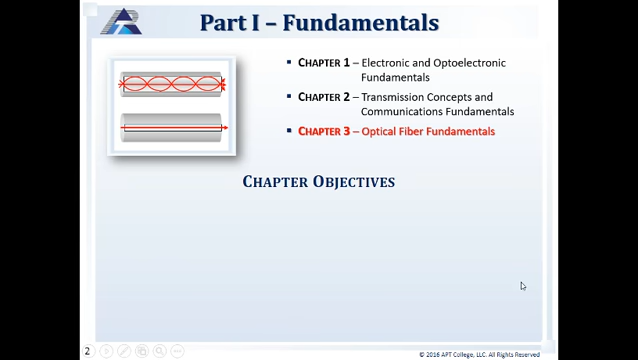 Part I – Fundamentals
▪ CHAPTER 1 – Electronic and Optoelectronic
Fundamentals
▪ CHAPTER 2 – Transmission Concepts and
Communications Fundamentals
▪ CHAPTER 3 – Optical Fiber Fundamentals
CHAPTER OBJECTIVES
2
© 2016 APT College, LLC. All Rights Reserved